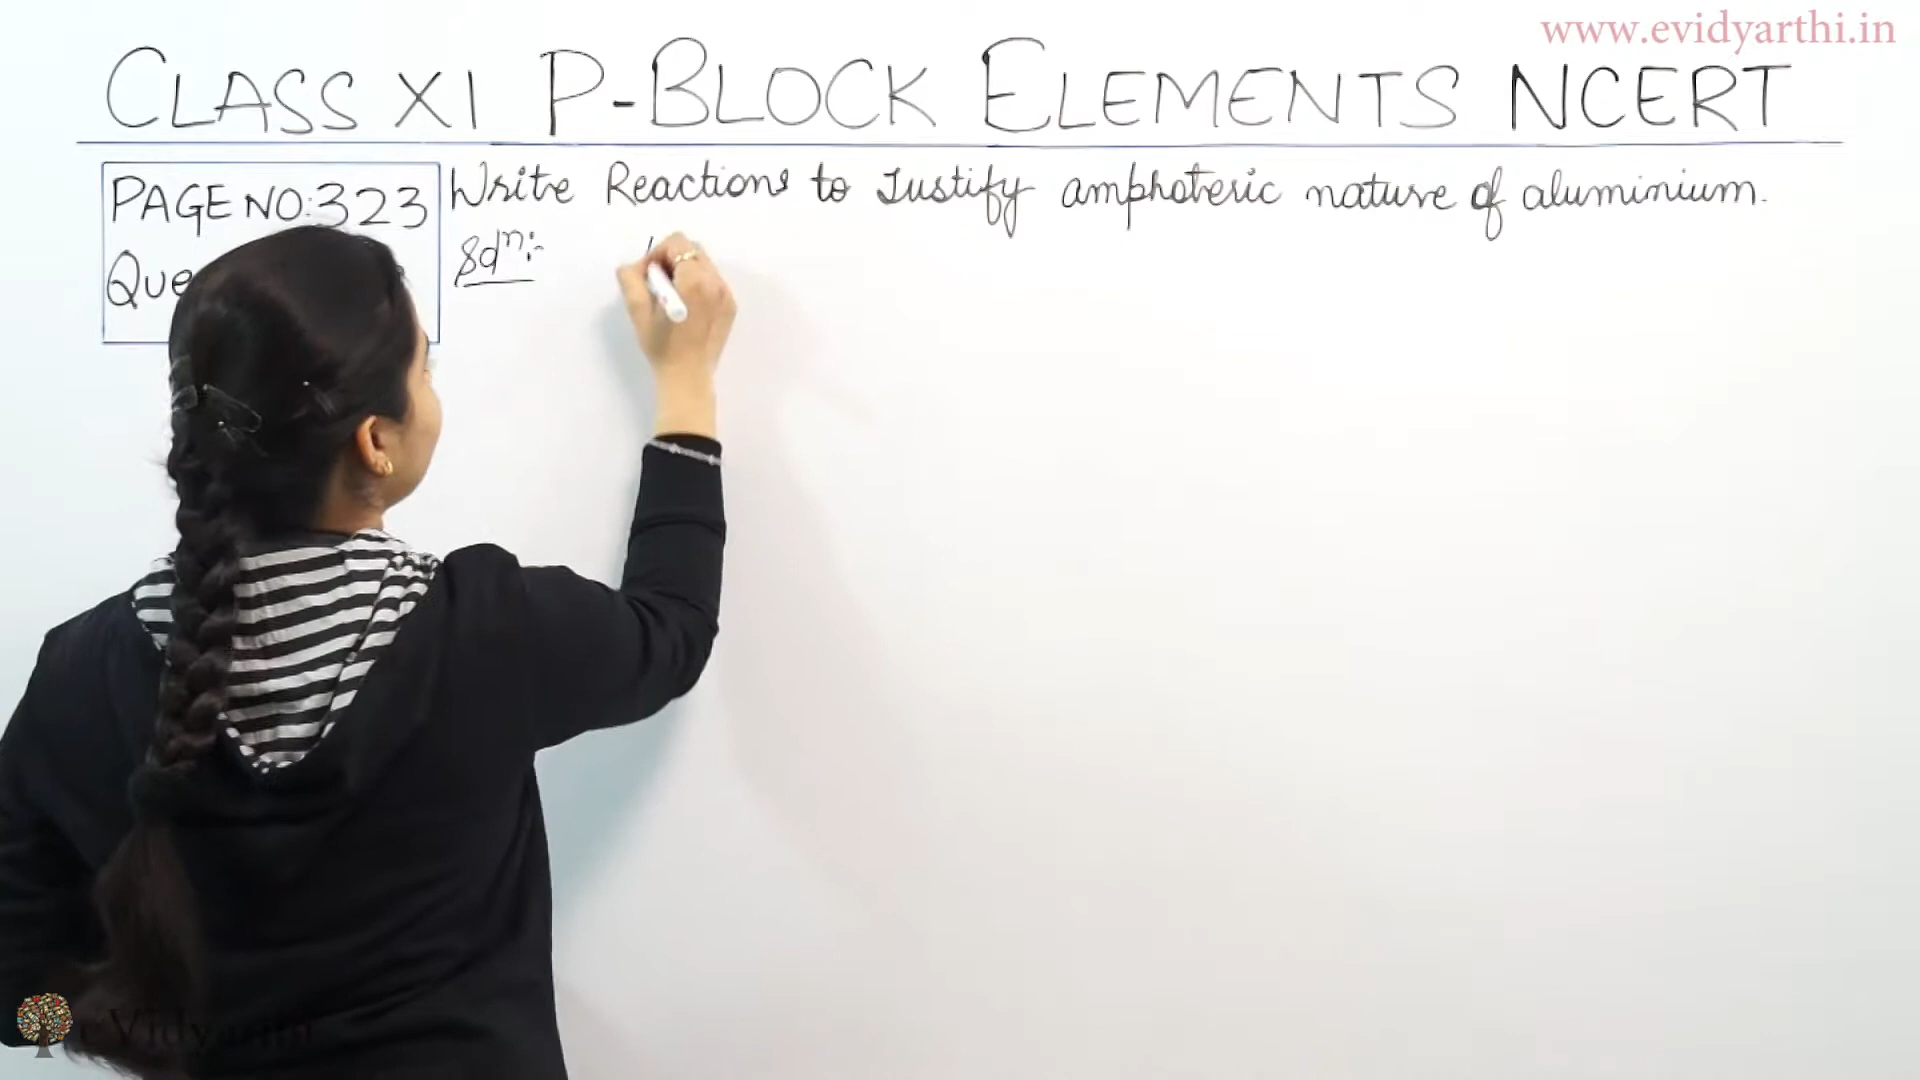 www.evidyarthi.in
CLASS XI P-BLOCK ELEMENTS NCERT
PAGE NO: 323
Que
Write Reactions to Justify amphoteric nature of aluminium.
Solⁿ:-
eVidyarthi